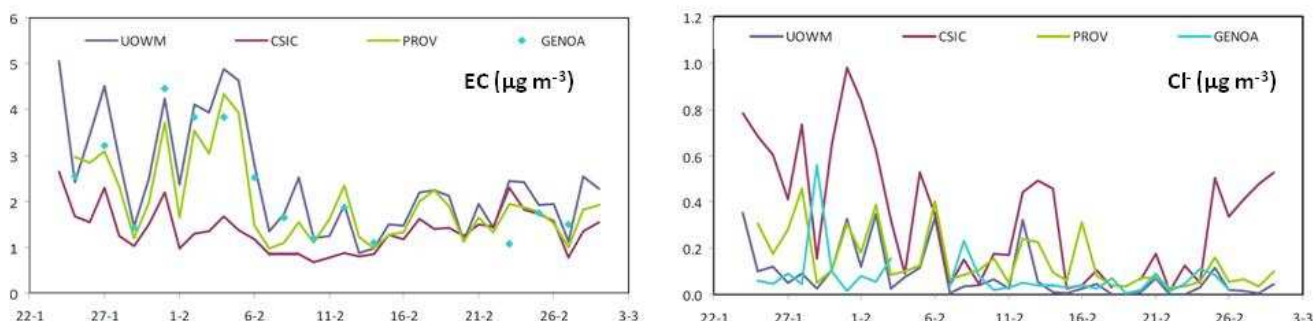 6
5
4
3
2
1
0
UOWM CSIC PROV GENOA
EC (µg m-3)
22-1 27-1 1-2 6-2 11-2 16-2 21-2 26-2 3-3
1.2
1.0
0.8
0.6
0.4
0.2
0.0
UOWM CSIC PROV GENOA
Cl- (µg m-3)
22-1 27-1 1-2 6-2 11-2 16-2 21-2 26-2 3-3